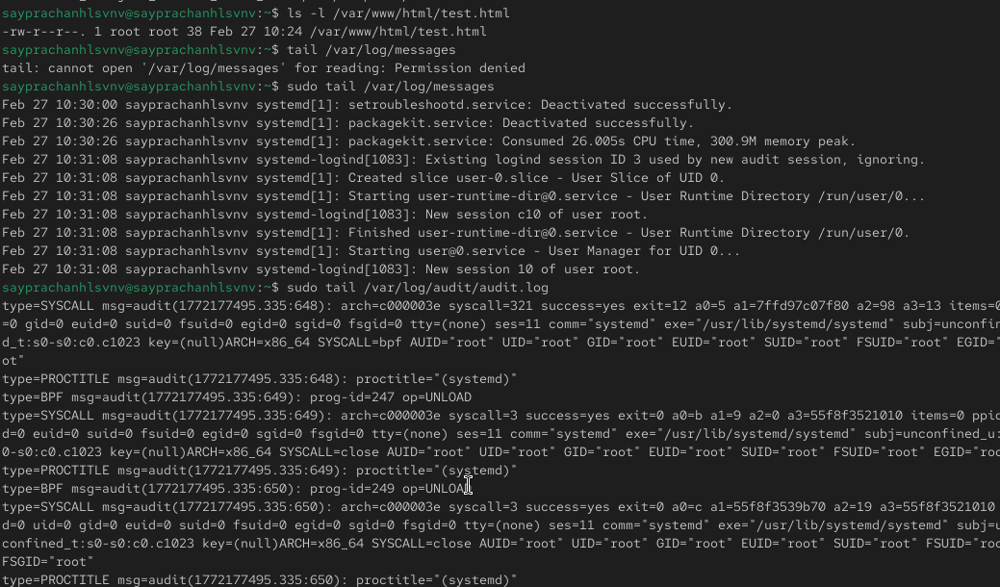 sayprachanhlsvnv@sayprachanhlsvnv:~$ ls -l /var/www/html/test.html
-rw-r--r--. 1 root root 38 Feb 27 10:24 /var/www/html/test.html
sayprachanhlsvnv@sayprachanhlsvnv:~$ tail /var/log/messages
tail: cannot open '/var/log/messages' for reading: Permission denied
sayprachanhlsvnv@sayprachanhlsvnv:~$ sudo tail /var/log/messages
Feb 27 10:30:00 sayprachanhlsvnv systemd[1]: setroubleshootd.service: Deactivated successfully.
Feb 27 10:30:26 sayprachanhlsvnv systemd[1]: packagekit.service: Deactivated successfully.
Feb 27 10:30:26 sayprachanhlsvnv systemd[1]: packagekit.service: Consumed 26.005s CPU time, 300.9M memory peak.
Feb 27 10:31:08 sayprachanhlsvnv systemd-logind[1083]: Existing logind session ID 3 used by new audit session, ignoring.
Feb 27 10:31:08 sayprachanhlsvnv systemd[1]: Created slice user-0.slice - User Slice of UID 0.
Feb 27 10:31:08 sayprachanhlsvnv systemd[1]: Starting user-runtime-dir@0.service - User Runtime Directory /run/user/0...
Feb 27 10:31:08 sayprachanhlsvnv systemd-logind[1083]: New session c10 of user root.
Feb 27 10:31:08 sayprachanhlsvnv systemd[1]: Finished user-runtime-dir@0.service - User Runtime Directory /run/user/0.
Feb 27 10:31:08 sayprachanhlsvnv systemd[1]: Starting user@0.service - User Manager for UID 0...
Feb 27 10:31:08 sayprachanhlsvnv systemd-logind[1083]: New session 10 of user root.
sayprachanhlsvnv@sayprachanhlsvnv:~$ sudo tail /var/log/audit/audit.log
type=SYSCALL msg=audit(1772177495.335:648): arch=c000003e syscall=321 success=yes exit=12 a0=5 a1=7ffd97c07f80 a2=98 a3=13 items=0
=0 gid=0 euid=0 suid=0 fsuid=0 egid=0 sgid=0 fsgid=0 tty=(none) ses=11 comm="systemd" exe="/usr/lib/systemd/systemd" subj=unconfin
d_t:s0-s0:c0.c1023 key=(null)ARCH=x86_64 SYSCALL=bpf AUID="root" UID="root" GID="root" EUID="root" SUID="root" FSUID="root" EGID="
ot"
type=PROCTITLE msg=audit(1772177495.335:648): proctitle="(systemd)"
type=BPF msg=audit(1772177495.335:649): prog-id=247 op=UNLOAD
type=SYSCALL msg=audit(1772177495.335:649): arch=c000003e syscall=3 success=yes exit=0 a0=b a1=9 a2=0 a3=55f8f3521010 items=0 ppid
d=0 euid=0 suid=0 fsuid=0 egid=0 sgid=0 fsgid=0 tty=(none) ses=11 comm="systemd" exe="/usr/lib/systemd/systemd" subj=unconfined_u:
0-s0:c0.c1023 key=(null)ARCH=x86_64 SYSCALL=close AUID="root" UID="root" GID="root" EUID="root" SUID="root" FSUID="root" EGID="roo
type=PROCTITLE msg=audit(1772177495.335:649): proctitle="(systemd)"
type=BPF msg=audit(1772177495.335:650): prog-id=249 op=UNLOAD
type=SYSCALL msg=audit(1772177495.335:650): arch=c000003e syscall=3 success=yes exit=0 a0=c a1=55f8f3539b70 a2=19 a3=55f8f3521010
d=0 uid=0 gid=0 euid=0 suid=0 fsuid=0 egid=0 sgid=0 fsgid=0 tty=(none) ses=11 comm="systemd" exe="/usr/lib/systemd/systemd" subj=u
confined_t:s0-s0:c0.c1023 key=(null)ARCH=x86_64 SYSCALL=close AUID="root" UID="root" GID="root" EUID="root" SUID="root" FSUID="roo
FSGID="root"
type=PROCTITLE msg=audit(1772177495.335:650): proctitle="(systemd)"